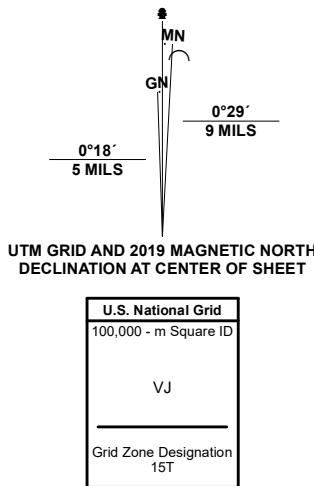 MN
GN
0°29´
9 MILS
0°18´
5 MILS
UTM GRID AND 2019 MAGNETIC NORTH
DECLINATION AT CENTER OF SHEET
U.S. National Grid
100,000 - m Square ID
VJ
Grid Zone Designation
15T